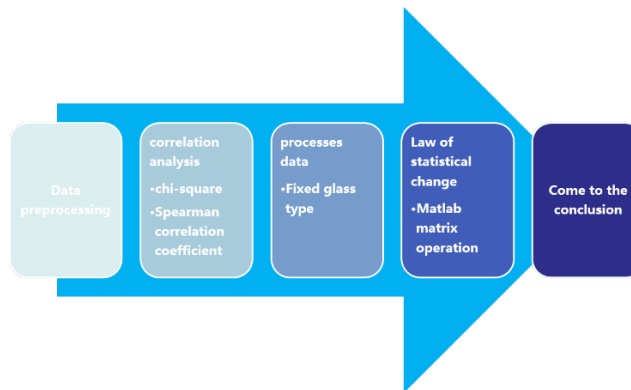 Data
preprocessing
correlation
analysis
•chi-square
•Spearman
correlation
coefficient
processes
data
•Fixed glass
type
Law of
statistical
change
•Matlab
matrix
operation
Come to the
conclusion